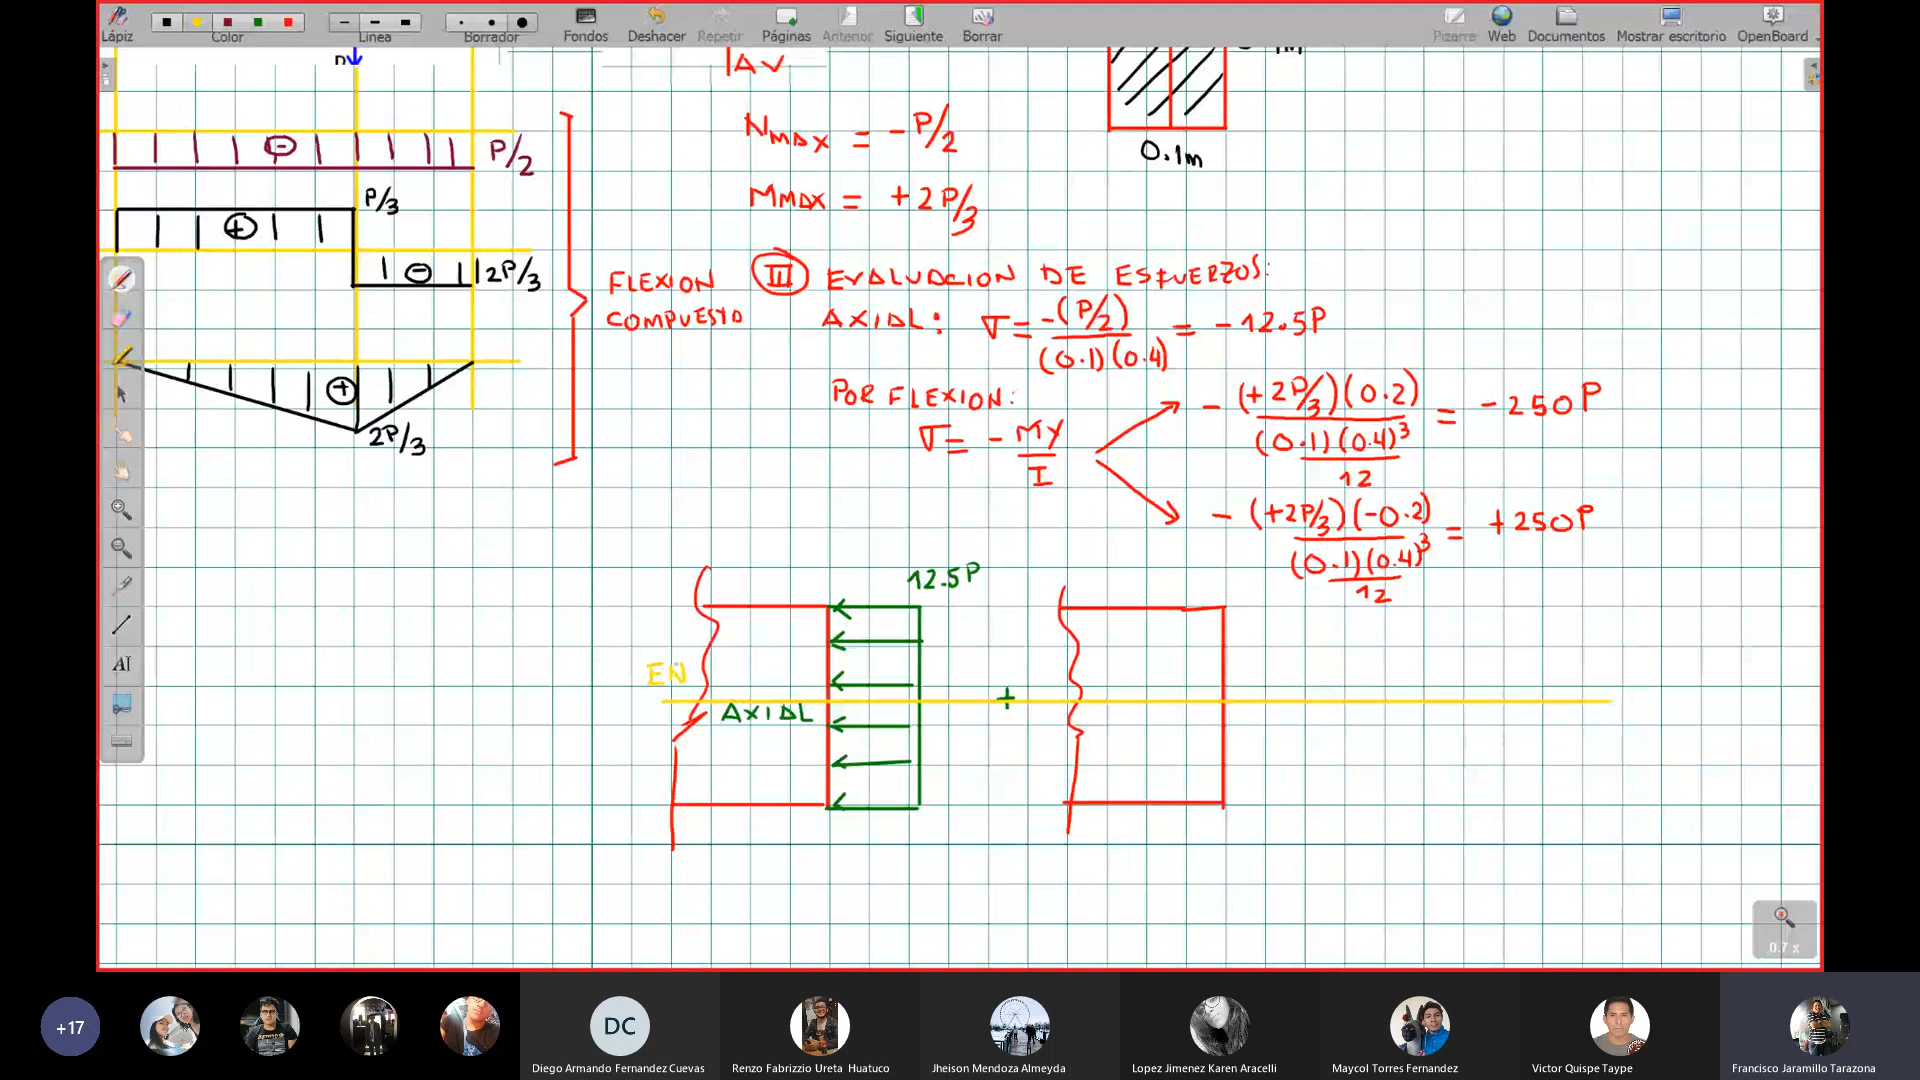 Lápiz
Color
Linea
Borrador
Fondos
Deshacer
Repetir
Páginas
Anterior
Siguiente
Borrar
Pizarra
Web
Documentos
Mostrar escritorio
OpenBoard
AV
0.1m
P/2
P/3
2P/3
2P/3
FLEXION
COMPUESTO
NMAX = -P/2
MMAX = +2P/3
III EVALUACION DE ESFUERZOS:
AXIAL: σ = -(P/2) / (0.1)(0.4) = -12.5P
POR FLEXION:
σ = - MY / I
- (+2P/3)(0.2) / (0.1)(0.4)³ / 12 = -250P
- (+2P/3)(-0.2) / (0.1)(0.4)³ / 12 = +250P
12.5P
EN
AXIAL
+
0.7 x
+17
DC
Diego Armando Fernandez Cuevas
Renzo Fabrizzio Ureta Huatuco
Jheison Mendoza Almeyda
Lopez Jimenez Karen Aracelli
Maycol Torres Fernandez
Victor Quispe Taype
Francisco Jaramillo Tarazona